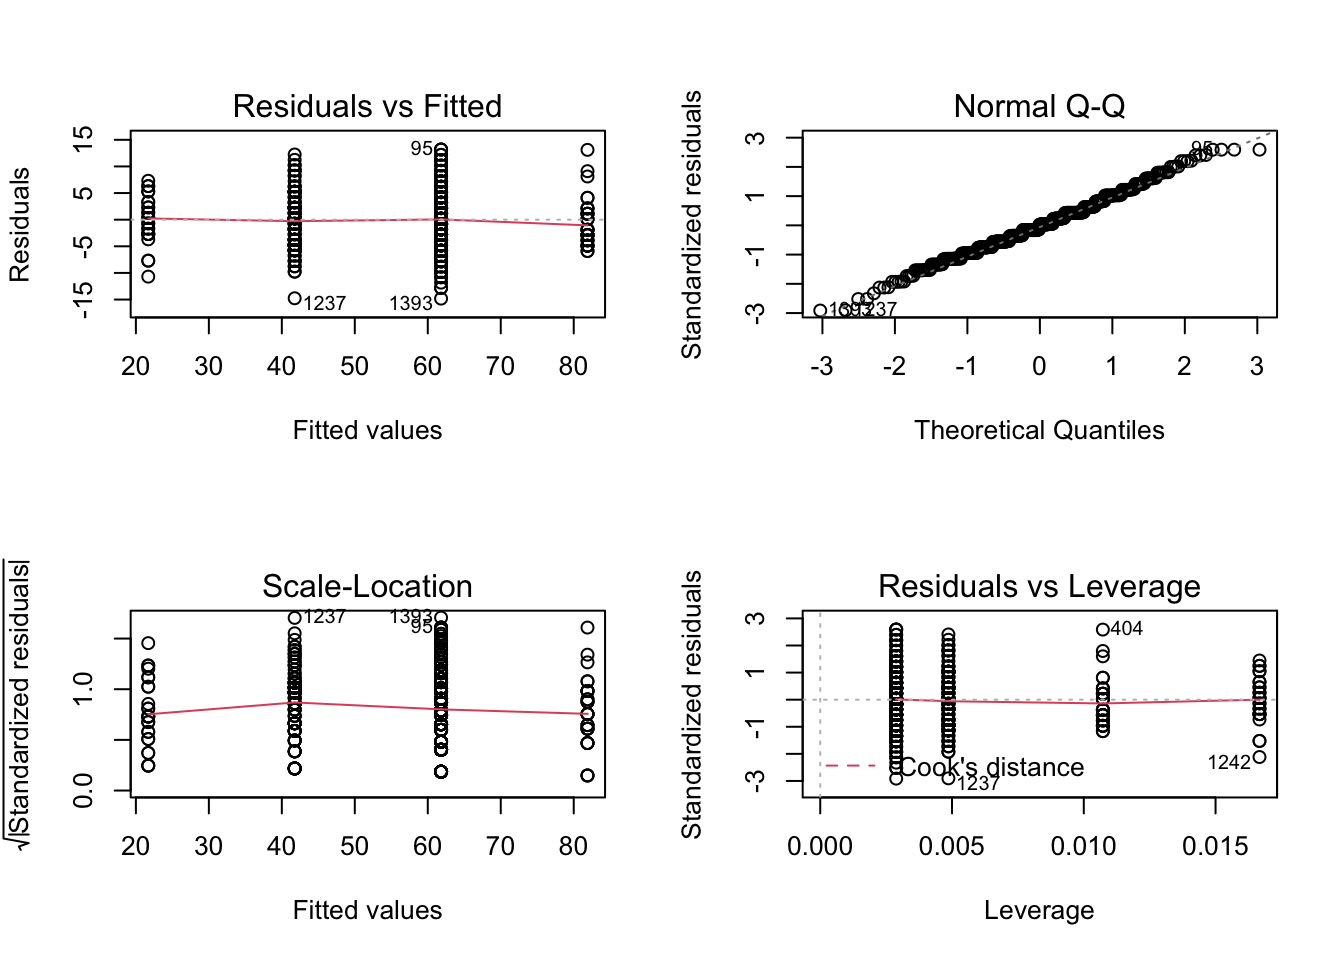 Residuals vs Fitted
Residuals
15
5
-5
-15
95
1237
1393
20 30 40 50 60 70 80
Fitted values
Normal Q-Q
Standardized residuals
3
1
-1
-3
95
1393
1237
-3 -2 -1 0 1 2 3
Theoretical Quantiles
Scale-Location
√|Standardized residuals|
1.0
0.0
1237
1393
95
20 30 40 50 60 70 80
Fitted values
Residuals vs Leverage
Standardized residuals
3
1
-1
-3
404
1242
Cook's distance
1237
0.000 0.005 0.010 0.015
Leverage